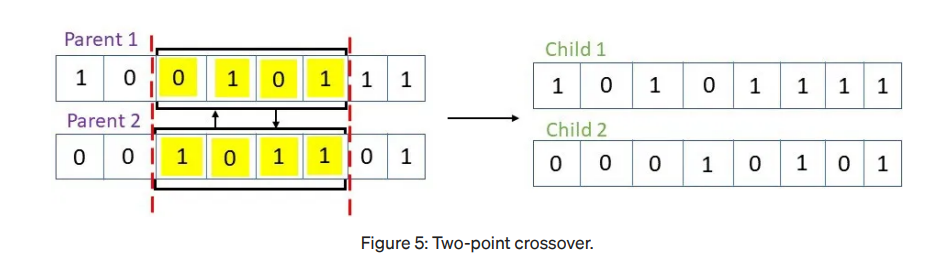 Parent 1
1 0 0 1 0 1 1 1
Parent 2
0 0 1 0 1 1 0 1
Child 1
1 0 1 0 1 1 1 1
Child 2
0 0 0 1 0 1 0 1
Figure 5: Two-point crossover.